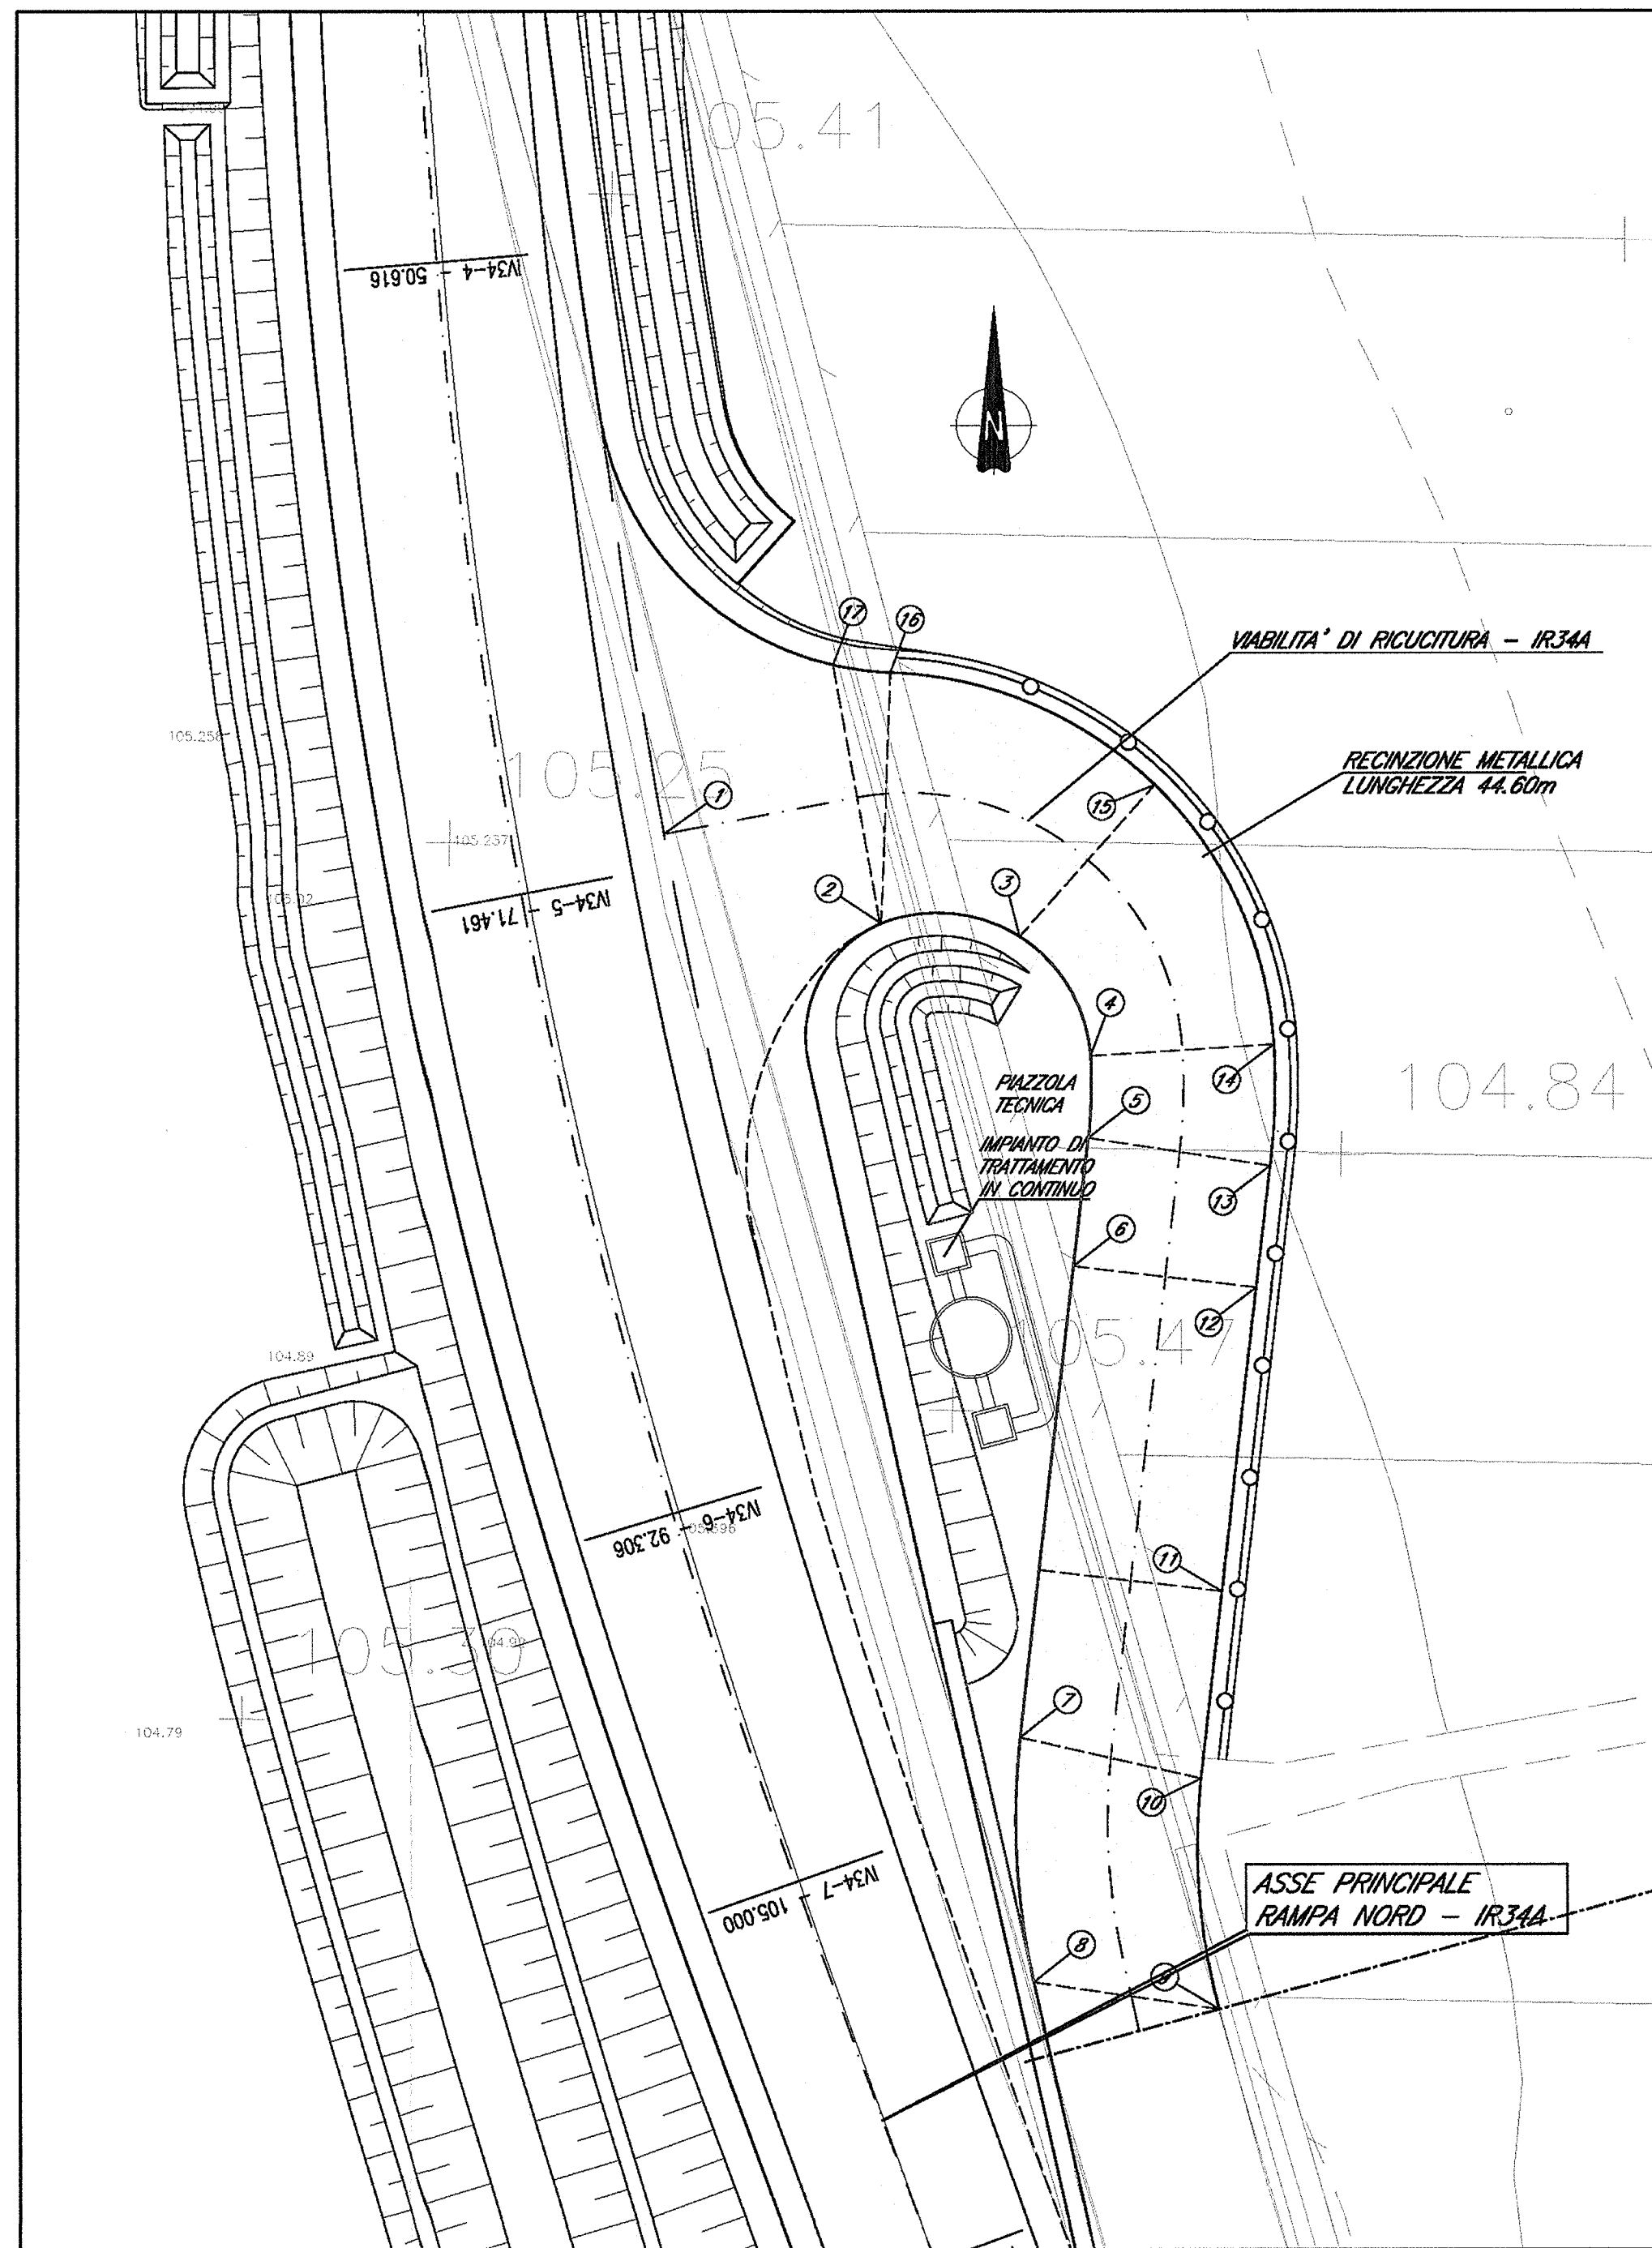 05.41
IV34-4 - 50.616
N
17
16
VIABILITA' DI RICUCITURA - IR34A
RECINZIONE METALLICA
LUNGHEZZA 44.60m
105.258
105.25
1
15
105.237
2
3
IV34-5 - 71.461
4
PIAZZOLA
TECNICA
14
104.84
5
IMPIANTO DI
TRATTAMENTO
IN CONTINUO
13
6
12
105.47
104.89
IV34-6 - 92.306
11
105.30
7
104.79
10
IV34-7 - 105.000
ASSE PRINCIPALE
RAMPA NORD - IR34A
8
9